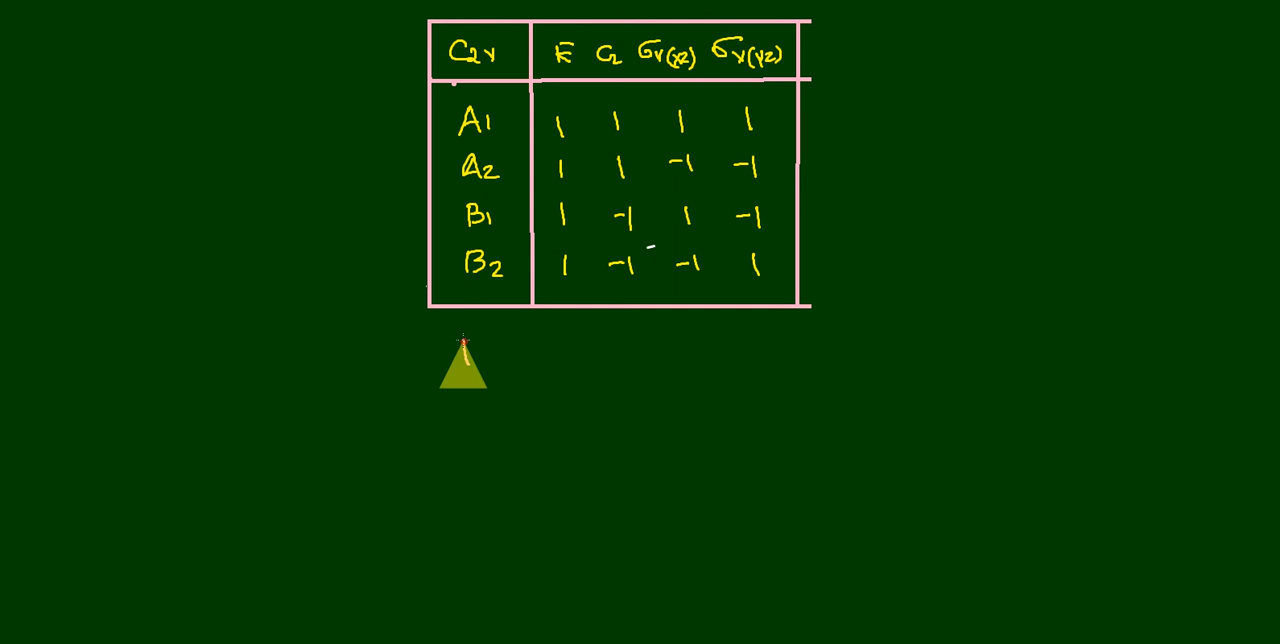 C2v E C2 σv(xz) σv(yz)
A1 1 1 1 1
A2 1 1 -1 -1
B1 1 -1 1 -1
B2 1 -1 -1 1